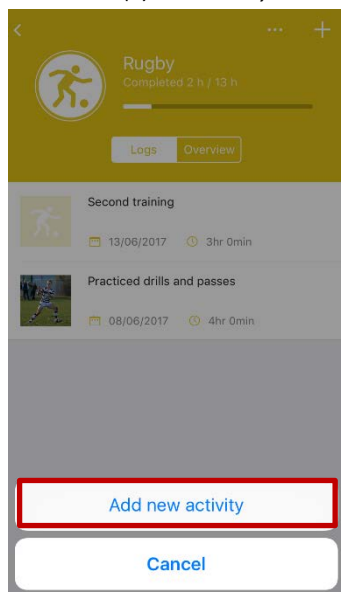 Rugby
Completed 2 h / 13 h
Logs Overview
Second training
13/06/2017 3hr 0min
Practiced drills and passes
08/06/2017 4hr 0min
Add new activity
Cancel